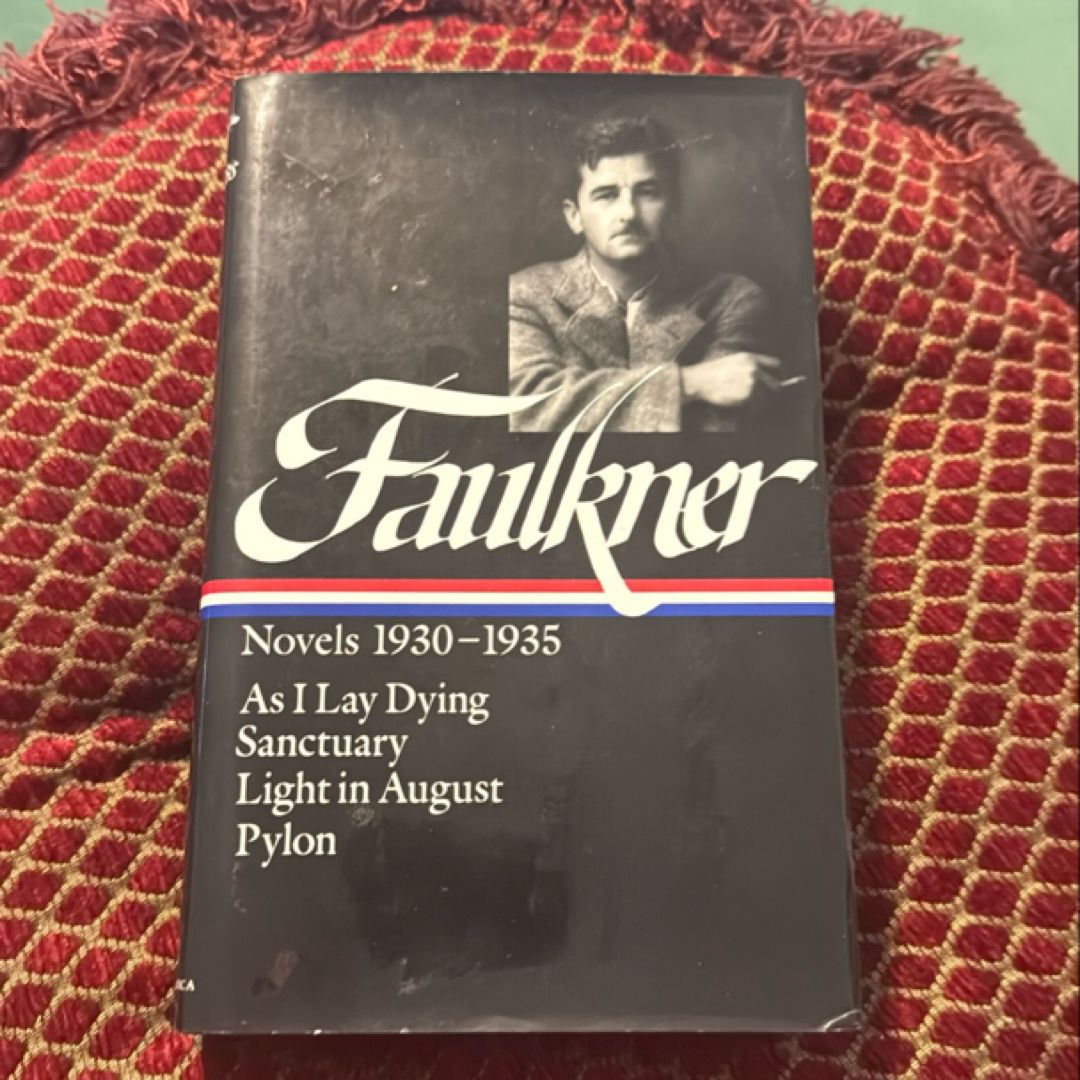 Faulkner
Novels 1930–1935
As I Lay Dying
Sanctuary
Light in August
Pylon